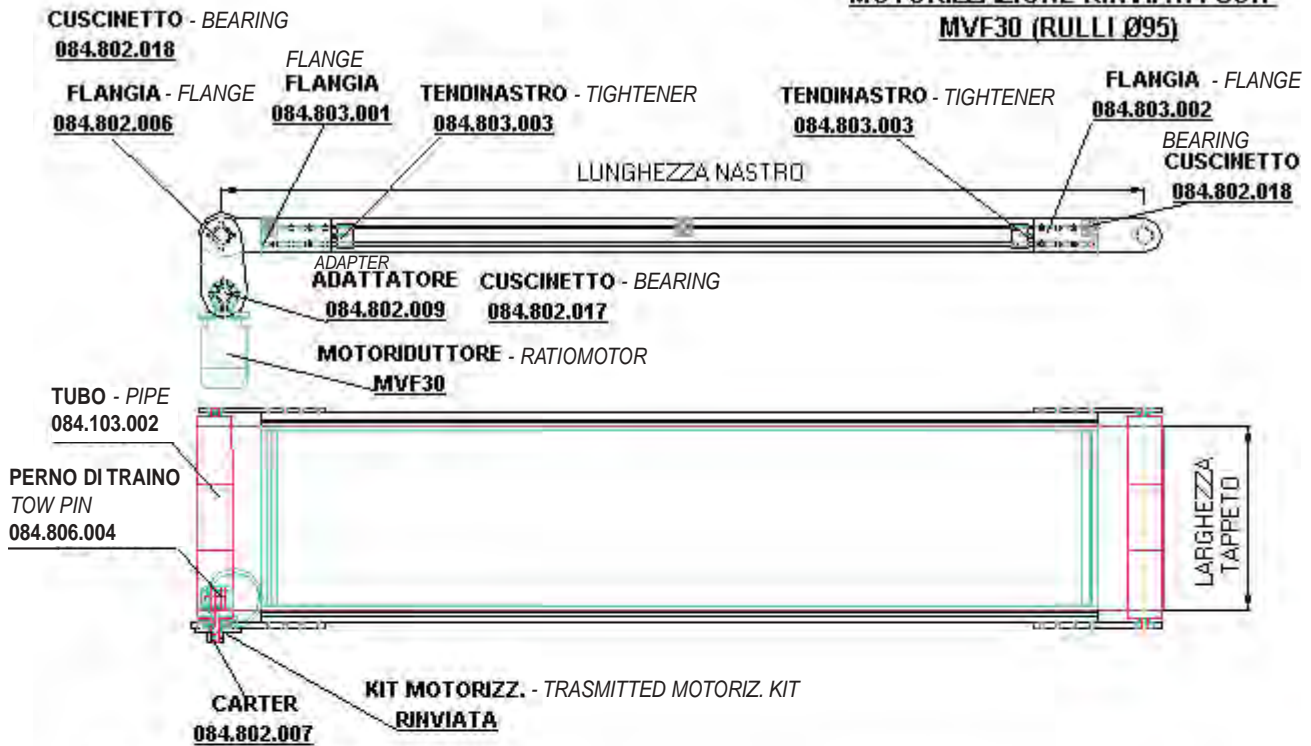 MOTORIZZAZIONE RINVIATA CON
MVF30 (RULLI Ø95)
CUSCINETTO - BEARING
084.802.018
FLANGIA - FLANGE
084.802.006
FLANGE
FLANGIA
084.803.001
TENDINASTRO - TIGHTENER
084.803.003
TENDINASTRO - TIGHTENER
084.803.003
FLANGIA - FLANGE
084.803.002
BEARING
CUSCINETTO
084.802.018
LUNGHEZZA NASTRO
ADAPTER
ADATTATORE
084.802.009
CUSCINETTO - BEARING
084.802.017
MOTORIDUTTORE - RATIOMOTOR
MVF30
TUBO - PIPE
084.103.002
PERNO DI TRAINO
TOW PIN
084.806.004
LARGHEZZA
TAPPETO
CARTER
084.802.007
KIT MOTORIZZ. - TRASMITTED MOTORIZ. KIT
RINVIATA